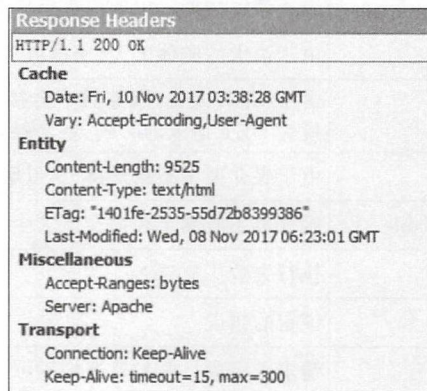 Response Headers
HTTP/1.1 200 OK
Cache
Date: Fri, 10 Nov 2017 03:38:28 GMT
Vary: Accept-Encoding,User-Agent
Entity
Content-Length: 9525
Content-Type: text/html
ETag: "1401fe-2535-55d72b8399386"
Last-Modified: Wed, 08 Nov 2017 06:23:01 GMT
Miscellaneous
Accept-Ranges: bytes
Server: Apache
Transport
Connection: Keep-Alive
Keep-Alive: timeout=15, max=300